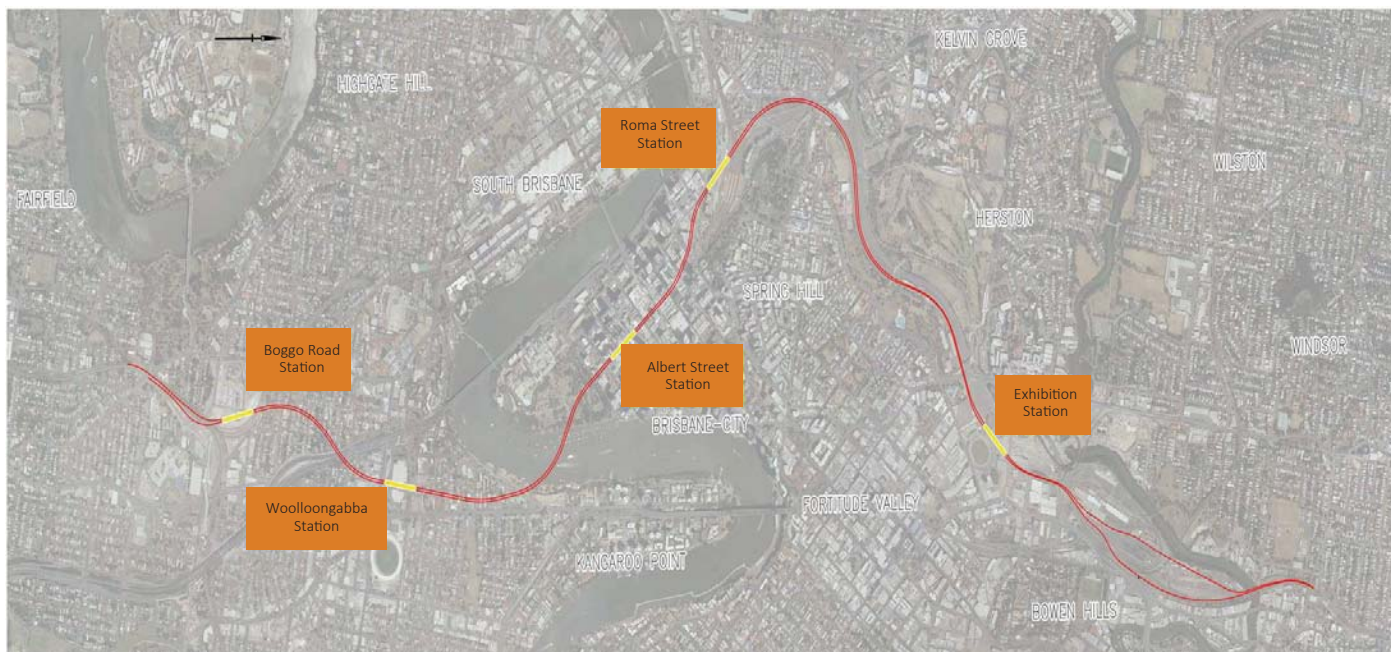 KELVIN GROVE
HIGHGATE HILL
Roma Street
Station
WILSTON
SOUTH BRISBANE
FAIRFIELD
HERSTON
SPRING HILL
Boggo Road
Station
Albert Street
Station
WINDSOR
Exhibition
Station
BRISBANE-CITY
Woolloongabba
Station
FORTITUDE VALLEY
KANGAROO POINT
BOWEN HILLS